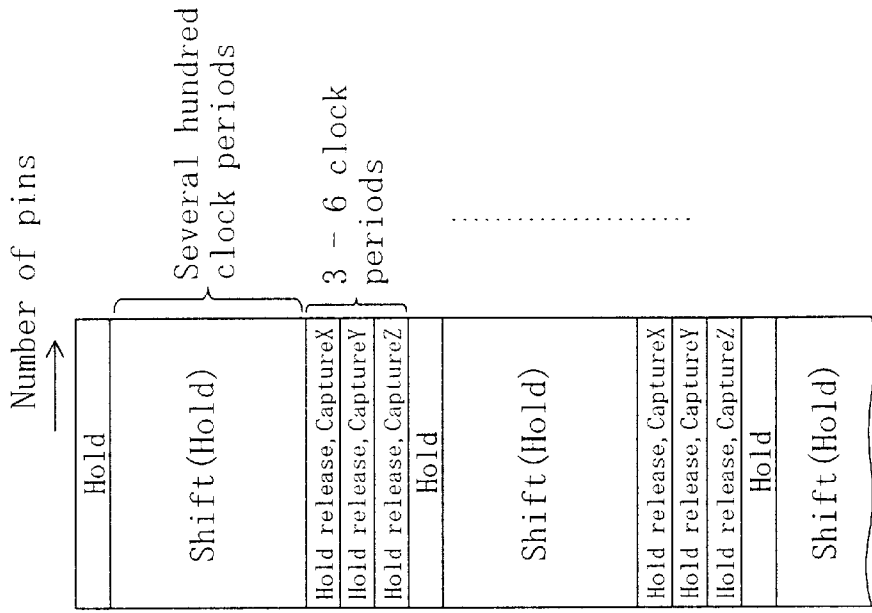 Number of pins
Hold
Shift(Hold)
Several hundred
clock periods
Hold release,CaptureX
Hold release,CaptureY
Hold release,CaptureZ
3 - 6 clock
periods
Hold
Shift(Hold)
Hold release,CaptureX
Hold release,CaptureY
Hold release,CaptureZ
Hold
Shift(Hold)